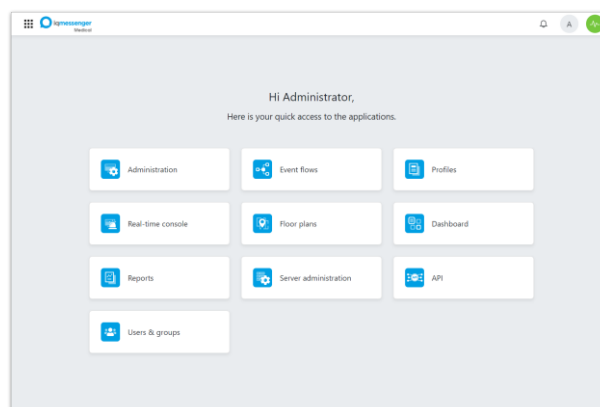 iqmessenger
Medical
A
Hi Administrator,
Here is your quick access to the applications.
Administration
Event flows
Profiles
Real-time console
Floor plans
Dashboard
Reports
Server administration
API
Users & groups